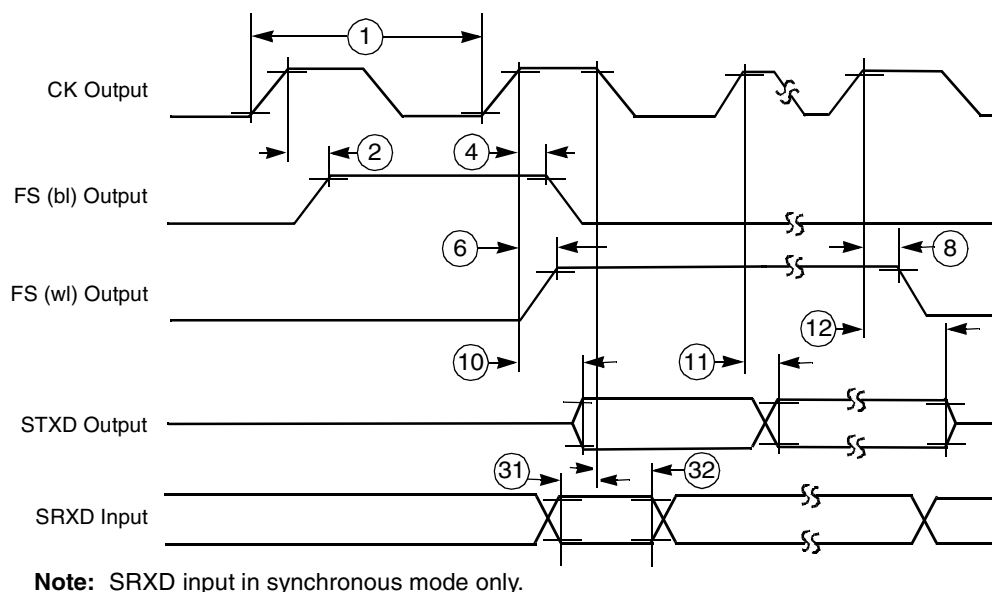 1
CK Output
2
4
FS (bl) Output
6
8
FS (wl) Output
12
10
11
STXD Output
31
32
SRXD Input
Note: SRXD input in synchronous mode only.